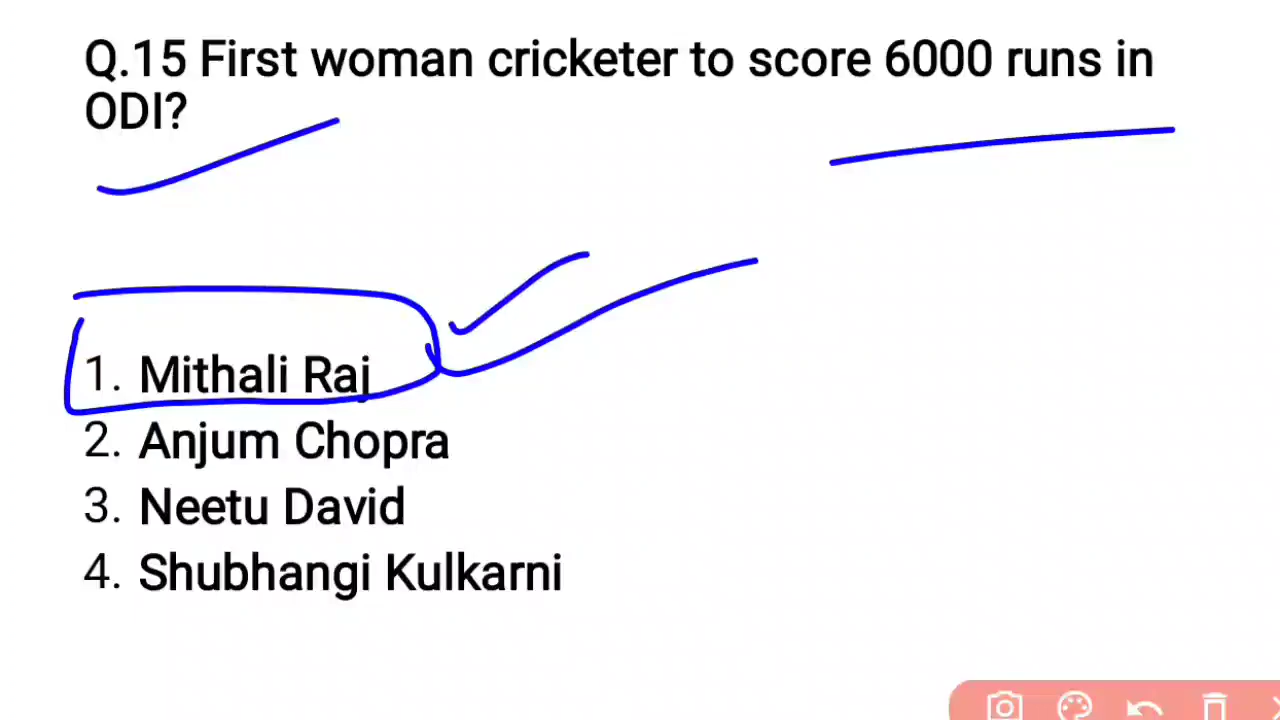 Q.15 First woman cricketer to score 6000 runs in
ODI?
1. Mithali Raj
2. Anjum Chopra
3. Neetu David
4. Shubhangi Kulkarni